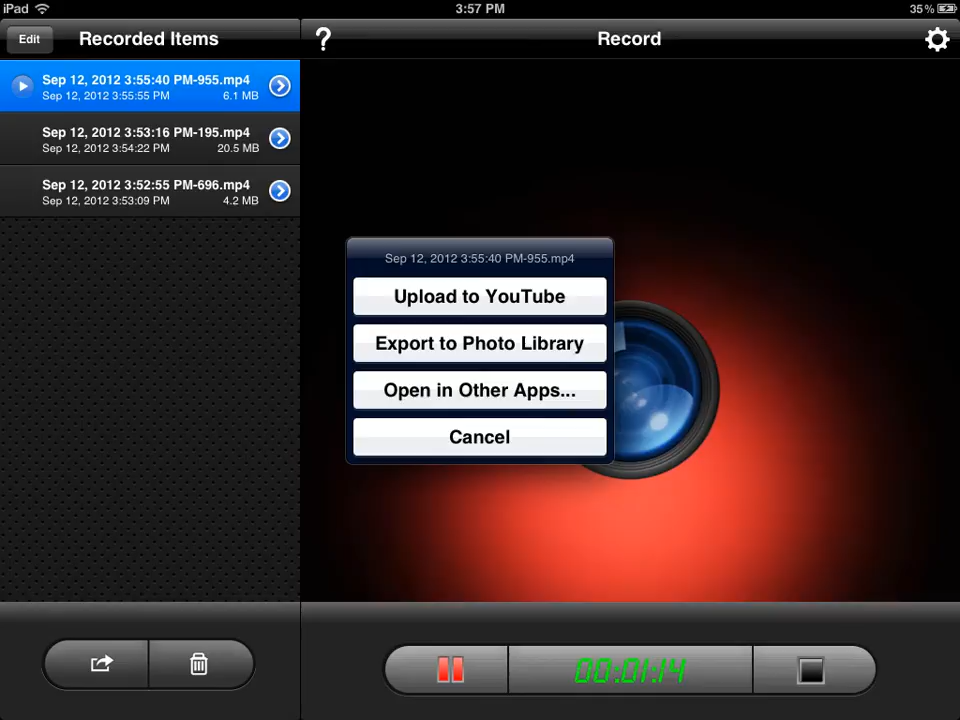 iPad
3:57 PM
35%
Edit
Recorded Items
?
Record
Sep 12, 2012 3:55:40 PM-955.mp4
Sep 12, 2012 3:55:55 PM
6.1 MB
Sep 12, 2012 3:53:16 PM-195.mp4
Sep 12, 2012 3:54:22 PM
20.5 MB
Sep 12, 2012 3:52:55 PM-696.mp4
Sep 12, 2012 3:53:09 PM
4.2 MB
Sep 12, 2012 3:55:40 PM-955.mp4
Upload to YouTube
Export to Photo Library
Open in Other Apps...
Cancel
00:01:14